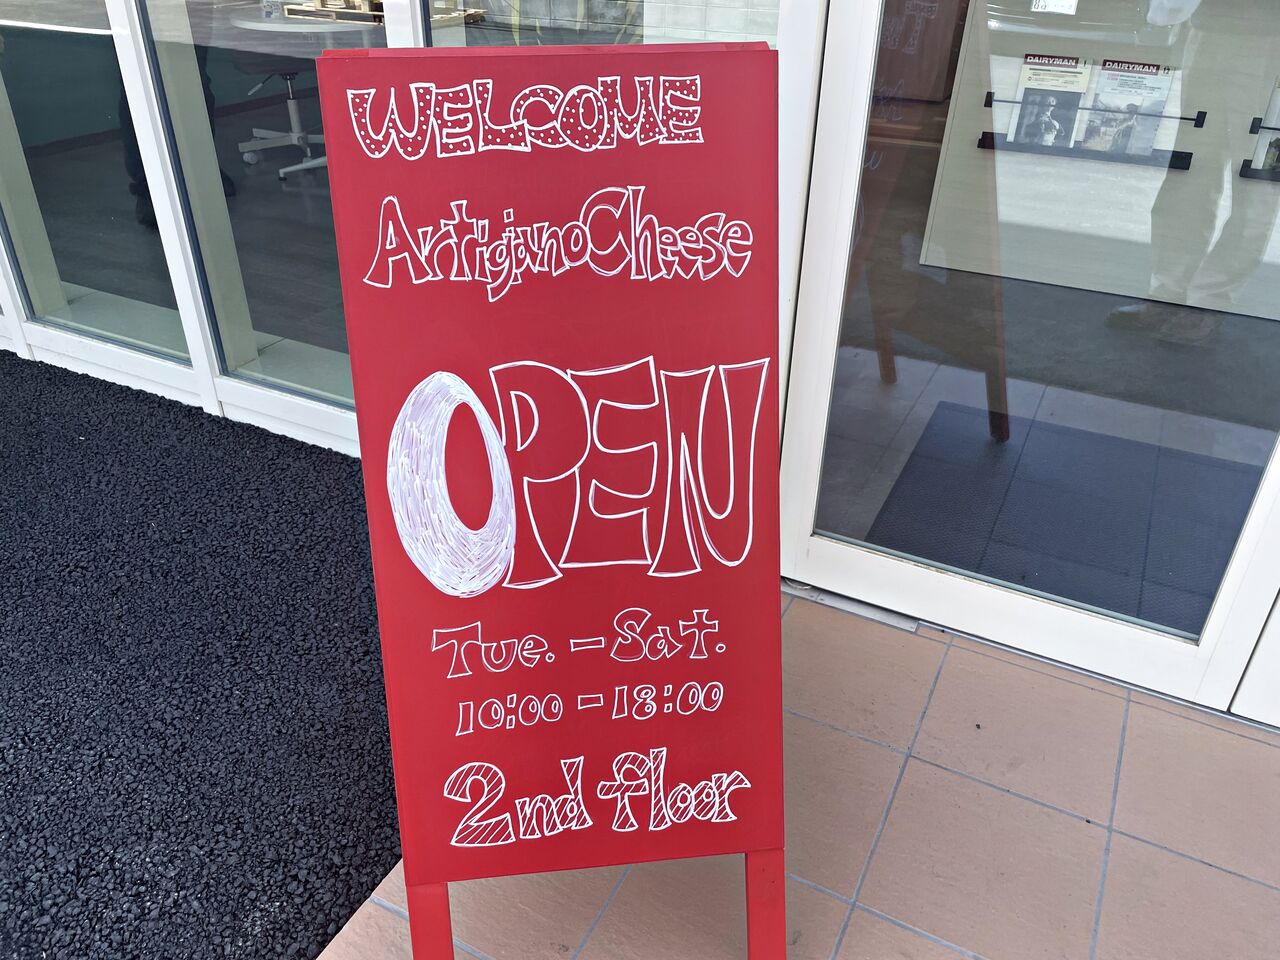 WELCOME
ArtigianoCheese
OPEN
Tue. - Sat.
10:00 - 18:00
2nd floor
DAIRYMAN
DAIRYMAN